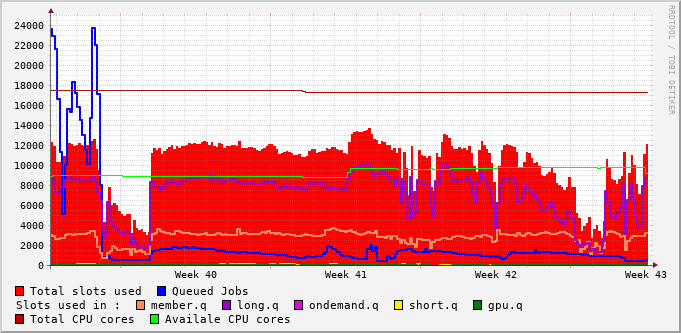 RRDTOOL / TOBI OETIKER
24000
22000
20000
18000
16000
14000
12000
10000
8000
6000
4000
2000
0
Week 40 Week 41 Week 42 Week 43
Total slots used Queued Jobs
Slots used in : member.q long.q ondemand.q short.q gpu.q
Total CPU cores Availale CPU cores